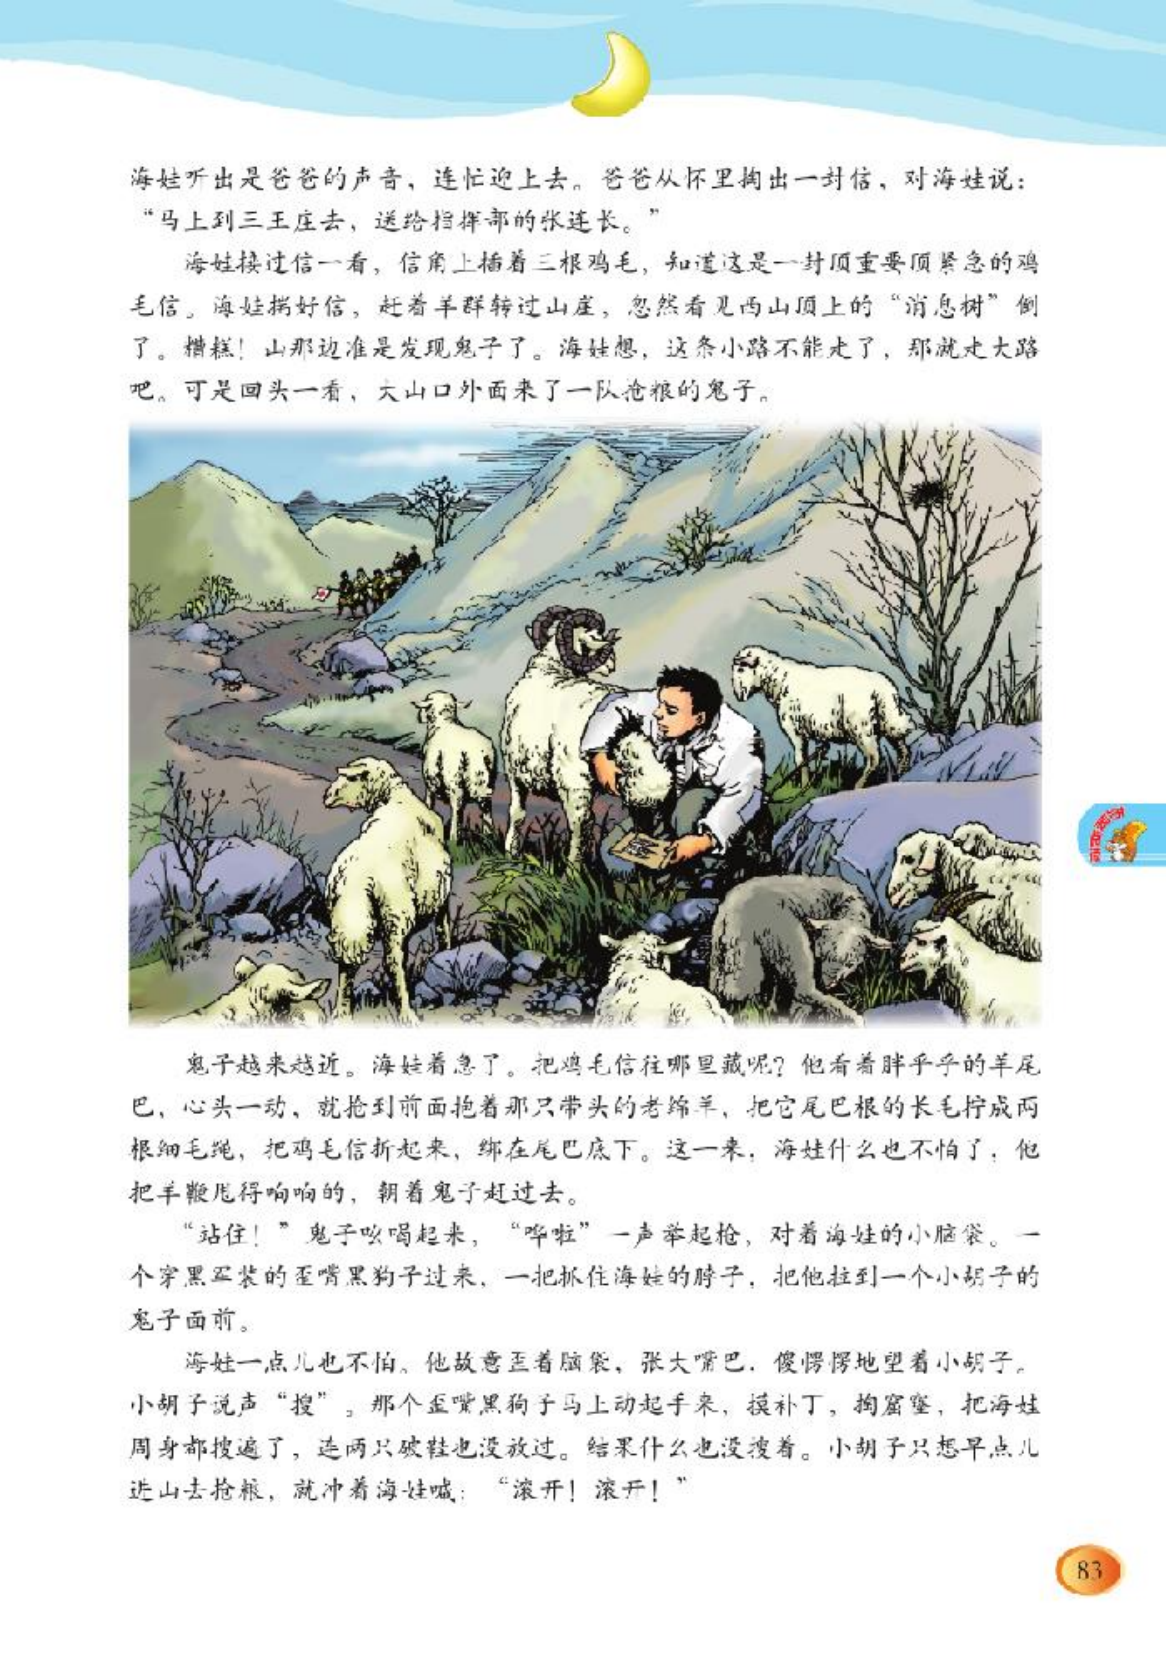 海娃听出是爸爸的声音，连忙迎上去。爸爸从怀里掏出一封信，对海娃说：
“马上到三王庄去，送给指挥部的张连长。”
海娃接过信一看，信角上插着三根鸡毛，知道这是一封顶重要顶紧急的鸡
毛信。海娃揣好信，赶着羊群转过山崖，忽然看见西山顶上的“消息树”倒
了。糟糕！山那边准是发现鬼子了。海娃想，这条小路不能走了，那就走大路
吧。可是回头一看，大山口外面来了一队抢粮的鬼子。
鬼子越来越近。海娃着急了。把鸡毛信往哪里藏呢？他看着胖乎乎的羊尾
巴，心头一动，就抢到前面抱着那只带头的老绵羊，把它尾巴根的长毛拧成两
根细毛绳，把鸡毛信折起来，绑在尾巴底下。这一来，海娃什么也不怕了，他
把羊鞭甩得响响的，朝着鬼子赶过去。
“站住！”鬼子吆喝起来，“哗啦”一声举起枪，对着海娃的小脑袋。一
个穿黑军装的歪嘴黑狗子过来，一把抓住海娃的脖子，把他拉到一个小胡子的
鬼子面前。
海娃一点儿也不怕。他故意歪着脑袋，张大嘴巴，傻愣愣地望着小胡子。
小胡子说声“搜”。那个歪嘴黑狗子马上动起手来，摸补丁，掏窟窿，把海娃
周身都搜遍了，连两只破鞋也没放过。结果什么也没搜着。小胡子只想早点儿
进山去抢粮，就冲着海娃喊：“滚开！滚开！”
83